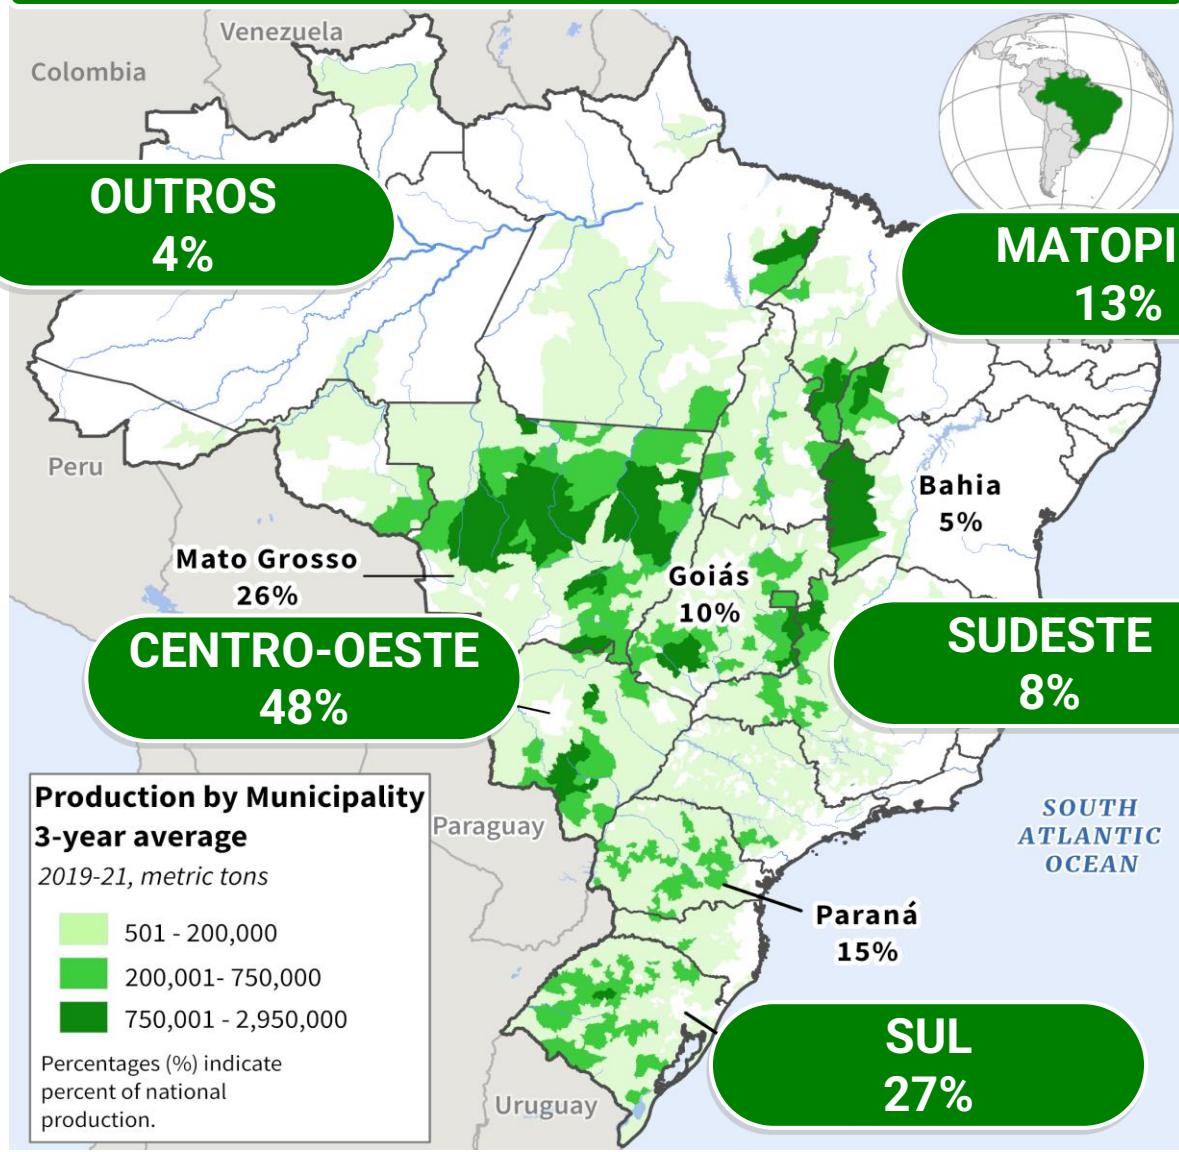 Venezuela
Colombia
OUTROS
4%
MATOPI
13%
Peru
Bahia
5%
Mato Grosso
26%
Goiás
10%
CENTRO-OESTE
48%
SUDESTE
8%
Production by Municipality
3-year average
2019-21, metric tons
501 - 200,000
200,001- 750,000
750,001 - 2,950,000
Percentages (%) indicate
percent of national
production.
Paraguay
SOUTH
ATLANTIC
OCEAN
Paraná
15%
SUL
27%
Uruguay